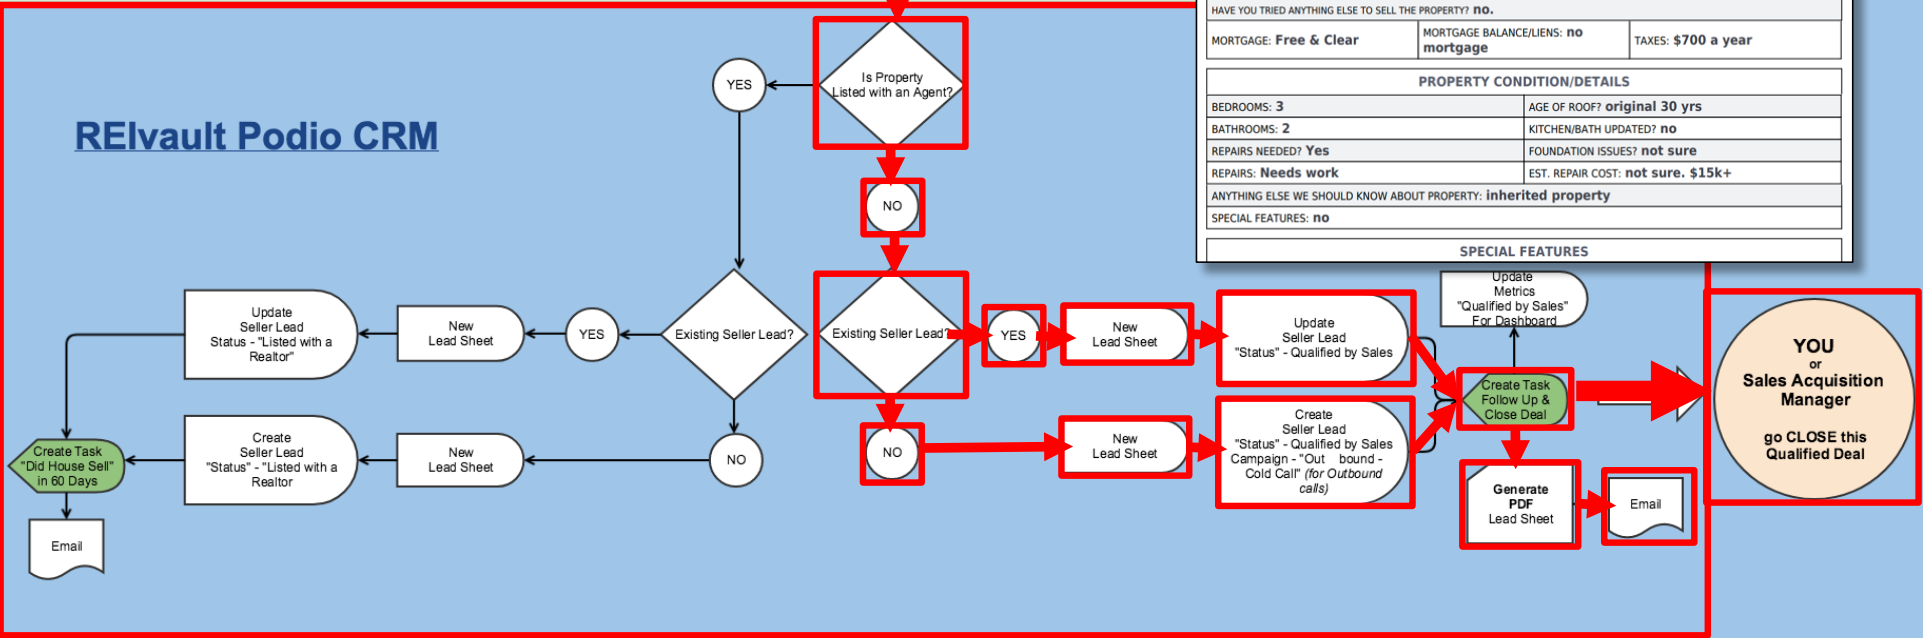 HAVE YOU TRIED ANYTHING ELSE TO SELL THE PROPERTY? no.
MORTGAGE: Free & Clear
MORTGAGE BALANCE/LIENS: no
mortgage
TAXES: $700 a year
PROPERTY CONDITION/DETAILS
BEDROOMS: 3
AGE OF ROOF? original 30 yrs
BATHROOMS: 2
KITCHEN/BATH UPDATED? no
REPAIRS NEEDED? Yes
FOUNDATION ISSUES? not sure
REPAIRS: Needs work
EST. REPAIR COST: not sure. $15k+
ANYTHING ELSE WE SHOULD KNOW ABOUT PROPERTY: inherited property
SPECIAL FEATURES: no
SPECIAL FEATURES
REIvault Podio CRM
Is Property
Listed with an Agent?
YES
NO
Existing Seller Lead?
YES
New
Lead Sheet
Update
Seller Lead
Status - "Listed with a
Realtor"
NO
New
Lead Sheet
Create
Seller Lead
"Status" - "Listed with a
Realtor
Create Task
"Did House Sell"
in 60 Days
Email
Existing Seller Lead?
YES
New
Lead Sheet
Update
Seller Lead
"Status" - Qualified by Sales
NO
New
Lead Sheet
Create
Seller Lead
"Status" - Qualified by Sales
Campaign - "Out bound -
Cold Call" (for Outbound
calls)
Update
Metrics
"Qualified by Sales"
For Dashboard
Create Task
Follow Up &
Close Deal
Generate
PDF
Lead Sheet
Email
YOU
or
Sales Acquisition
Manager
go CLOSE this
Qualified Deal